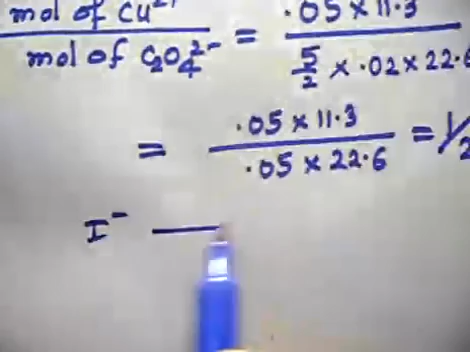 mol of Cu²⁺ / mol of C₂O₄²⁻ = .05 × 11.3 / 5/2 × .02 × 22.6
= .05 × 11.3 / .05 × 22.6 = 1/2
I⁻ —